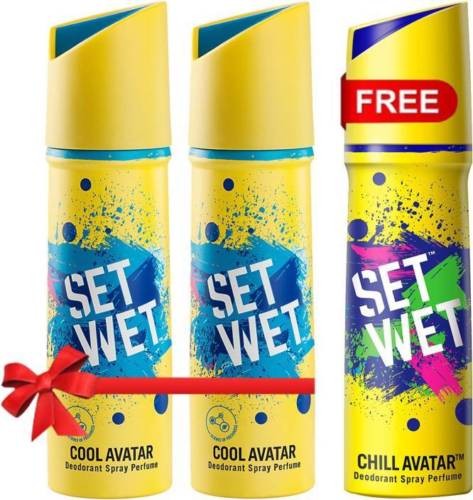 SET
WET
COOL AVATAR
Deodorant Spray Perfume
SET
WET
COOL AVATAR
Deodorant Spray Perfume
FREE
SET™
WET
CHILL AVATAR™
Deodorant Spray Perfume